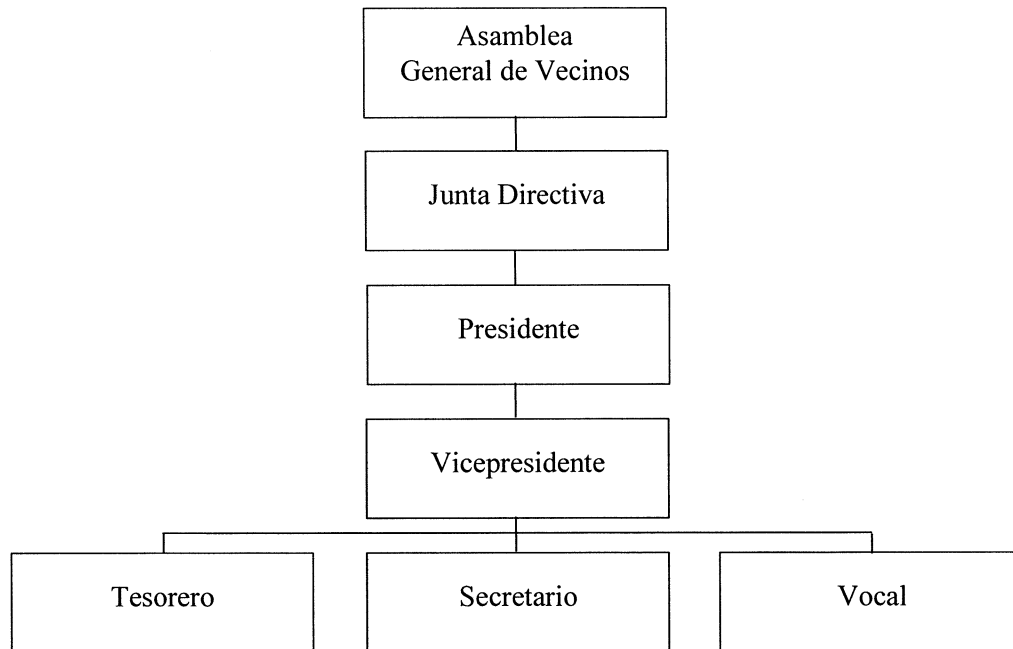 Asamblea
General de Vecinos
Junta Directiva
Presidente
Vicepresidente
Tesorero
Secretario
Vocal